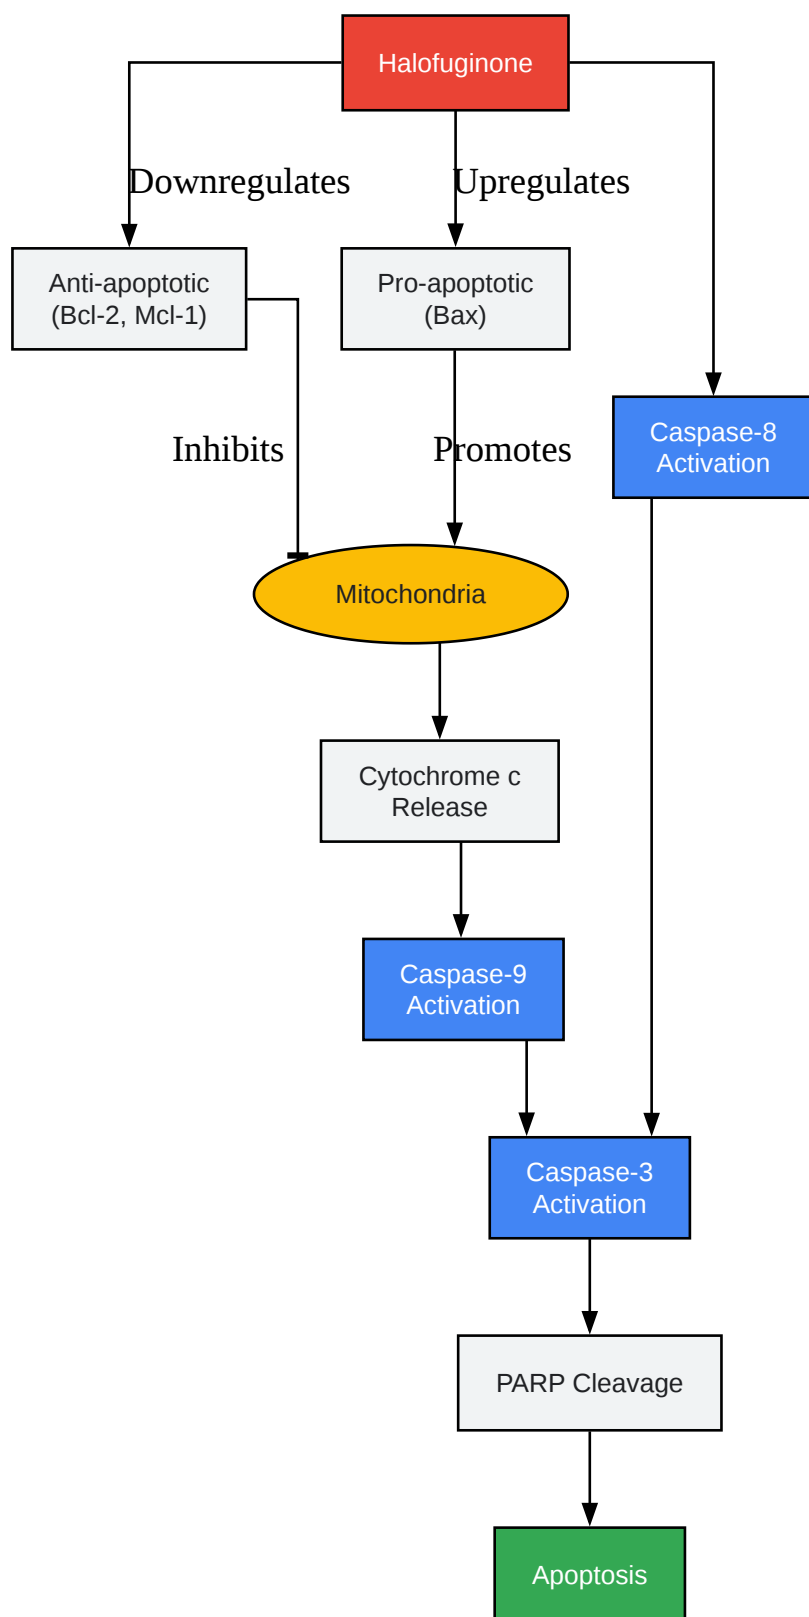 Halofuginone
Downregulates
Upregulates
Anti-apoptotic
(Bcl-2, Mcl-1)
Pro-apoptotic
(Bax)
Caspase-8
Activation
Inhibits
Promotes
Mitochondria
Cytochrome c
Release
Caspase-9
Activation
Caspase-3
Activation
PARP Cleavage
Apoptosis